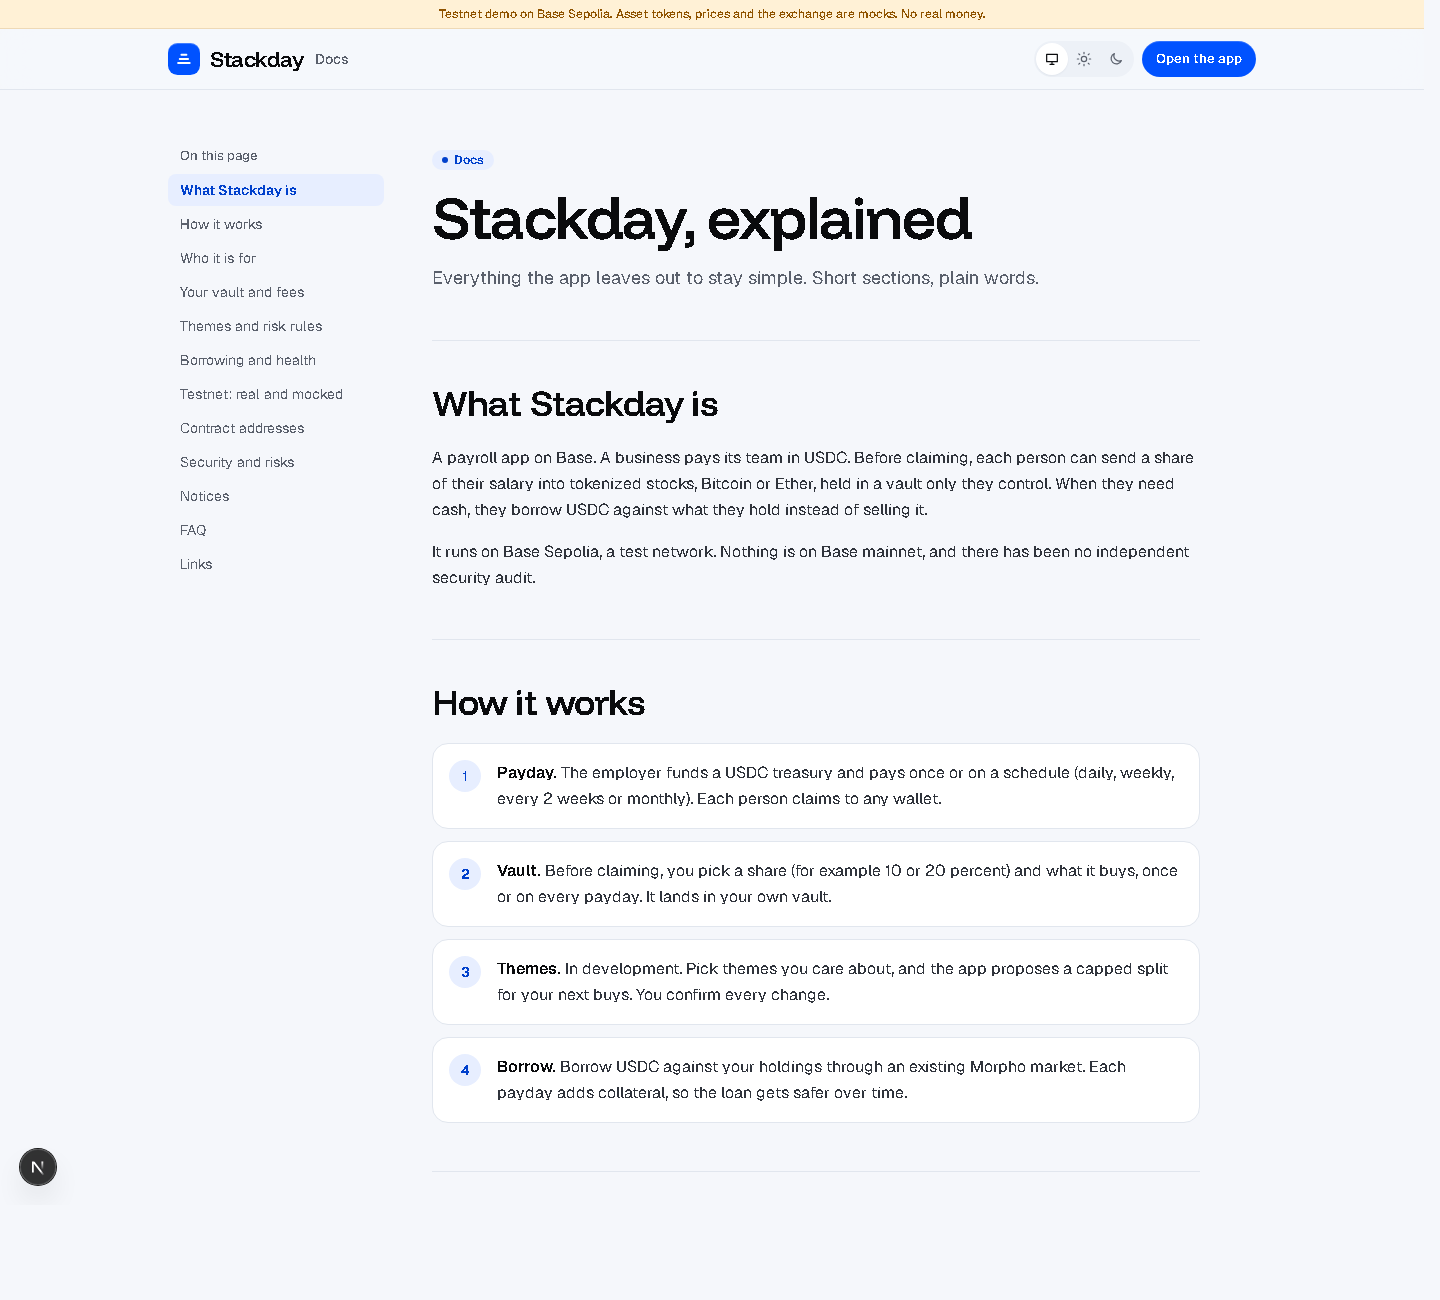 Testnet demo on Base Sepolia. Asset tokens, prices and the exchange are mocks. No real money.
Stackday Docs
Open the app
On this page
What Stackday is
How it works
Who it is for
Your vault and fees
Themes and risk rules
Borrowing and health
Testnet: real and mocked
Contract addresses
Security and risks
Notices
FAQ
Links
Docs
Stackday, explained
Everything the app leaves out to stay simple. Short sections, plain words.
What Stackday is
A payroll app on Base. A business pays its team in USDC. Before claiming, each person can send a share
of their salary into tokenized stocks, Bitcoin or Ether, held in a vault only they control. When they need
cash, they borrow USDC against what they hold instead of selling it.
It runs on Base Sepolia, a test network. Nothing is on Base mainnet, and there has been no independent
security audit.
How it works
1
Payday. The employer funds a USDC treasury and pays once or on a schedule (daily, weekly,
every 2 weeks or monthly). Each person claims to any wallet.
2
Vault. Before claiming, you pick a share (for example 10 or 20 percent) and what it buys, once
or on every payday. It lands in your own vault.
3
Themes. In development. Pick themes you care about, and the app proposes a capped split
for your next buys. You confirm every change.
4
Borrow. Borrow USDC against your holdings through an existing Morpho market. Each
payday adds collateral, so the loan gets safer over time.
N